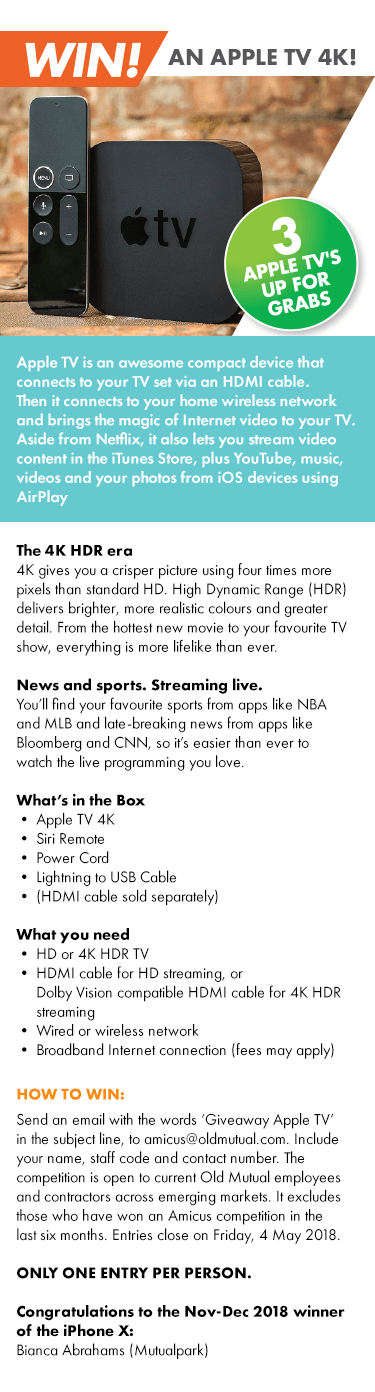 WIN!
AN APPLE TV 4K!
MENU
tv
3
APPLE TV'S
UP FOR
GRABS
Apple TV is an awesome compact device that
connects to your TV set via an HDMI cable.
Then it connects to your home wireless network
and brings the magic of Internet video to your TV.
Aside from Netflix, it also lets you stream video
content in the iTunes Store, plus YouTube, music,
videos and your photos from iOS devices using
AirPlay
The 4K HDR era
4K gives you a crisper picture using four times more
pixels than standard HD. High Dynamic Range (HDR)
delivers brighter, more realistic colours and greater
detail. From the hottest new movie to your favourite TV
show, everything is more lifelike than ever.
News and sports. Streaming live.
You’ll find your favourite sports from apps like NBA
and MLB and late-breaking news from apps like
Bloomberg and CNN, so it’s easier than ever to
watch the live programming you love.
What’s in the Box
• Apple TV 4K
• Siri Remote
• Power Cord
• Lightning to USB Cable
• (HDMI cable sold separately)
What you need
• HD or 4K HDR TV
• HDMI cable for HD streaming, or
Dolby Vision compatible HDMI cable for 4K HDR
streaming
• Wired or wireless network
• Broadband Internet connection (fees may apply)
HOW TO WIN:
Send an email with the words ‘Giveaway Apple TV’
in the subject line, to amicus@oldmutual.com. Include
your name, staff code and contact number. The
competition is open to current Old Mutual employees
and contractors across emerging markets. It excludes
those who have won an Amicus competition in the
last six months. Entries close on Friday, 4 May 2018.
ONLY ONE ENTRY PER PERSON.
Congratulations to the Nov-Dec 2018 winner
of the iPhone X:
Bianca Abrahams (Mutualpark)